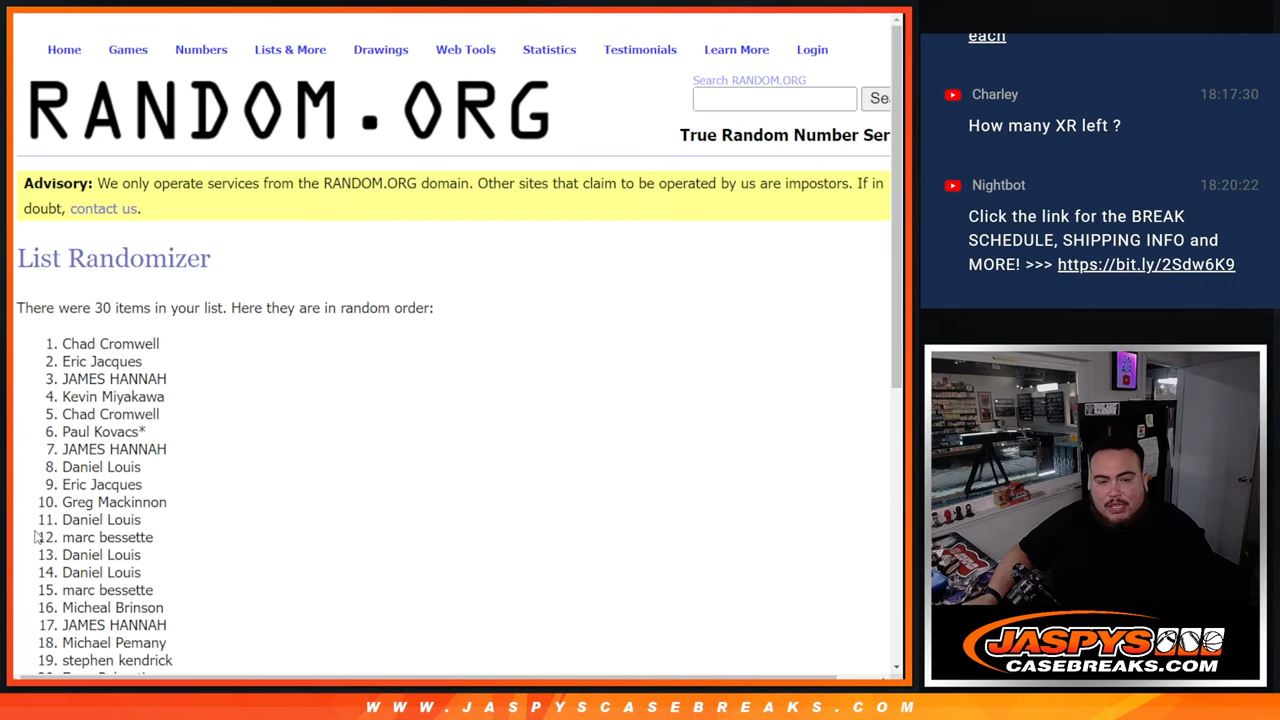 Home Games Numbers Lists & More Drawings Web Tools Statistics Testimonials Learn More Login
RANDOM.ORG
Search RANDOM.ORG
True Random Number Ser
Advisory: We only operate services from the RANDOM.ORG domain. Other sites that claim to be operated by us are impostors. If in
doubt, contact us.
List Randomizer
There were 30 items in your list. Here they are in random order:
1. Chad Cromwell
2. Eric Jacques
3. JAMES HANNAH
4. Kevin Miyakawa
5. Chad Cromwell
6. Paul Kovacs*
7. JAMES HANNAH
8. Daniel Louis
9. Eric Jacques
10. Greg Mackinnon
11. Daniel Louis
12. marc bessette
13. Daniel Louis
14. Daniel Louis
15. marc bessette
16. Micheal Brinson
17. JAMES HANNAH
18. Michael Pemany
19. stephen kendrick
each
Charley 18:17:30
How many XR left ?
Nightbot 18:20:22
Click the link for the BREAK
SCHEDULE, SHIPPING INFO and
MORE! >>> https://bit.ly/2Sdw6K9
ON
AIR
JASPYS
CASEBREAKS.COM
WWW.JASPYSCASEBREAKS.COM